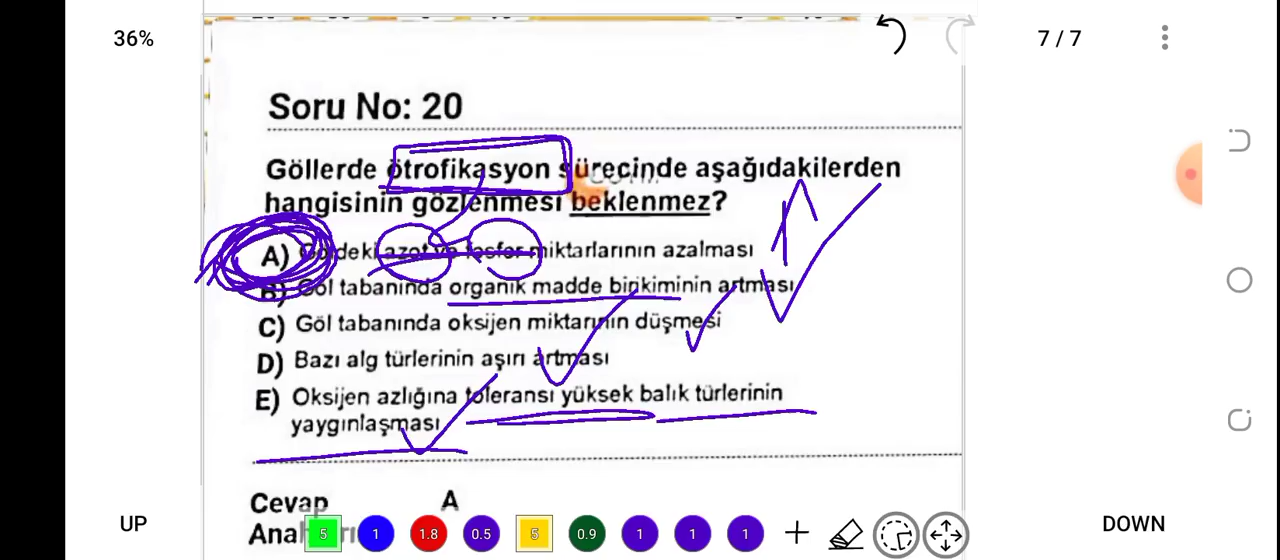 36%
7 / 7
Soru No: 20
Göllerde ötrofikasyon sürecinde aşağıdakilerden
hangisinin gözlenmesi beklenmez?
A) Göldeki azot ve fosfor miktarlarının azalması
B) Göl tabanında organik madde birikiminin artması
C) Göl tabanında oksijen miktarının düşmesi
D) Bazı alg türlerinin aşırı artması
E) Oksijen azlığına toleransı yüksek balık türlerinin
yaygınlaşması
Cevap A
5 1 1.8 0.5 5 0.9 1 1 1
UP
DOWN